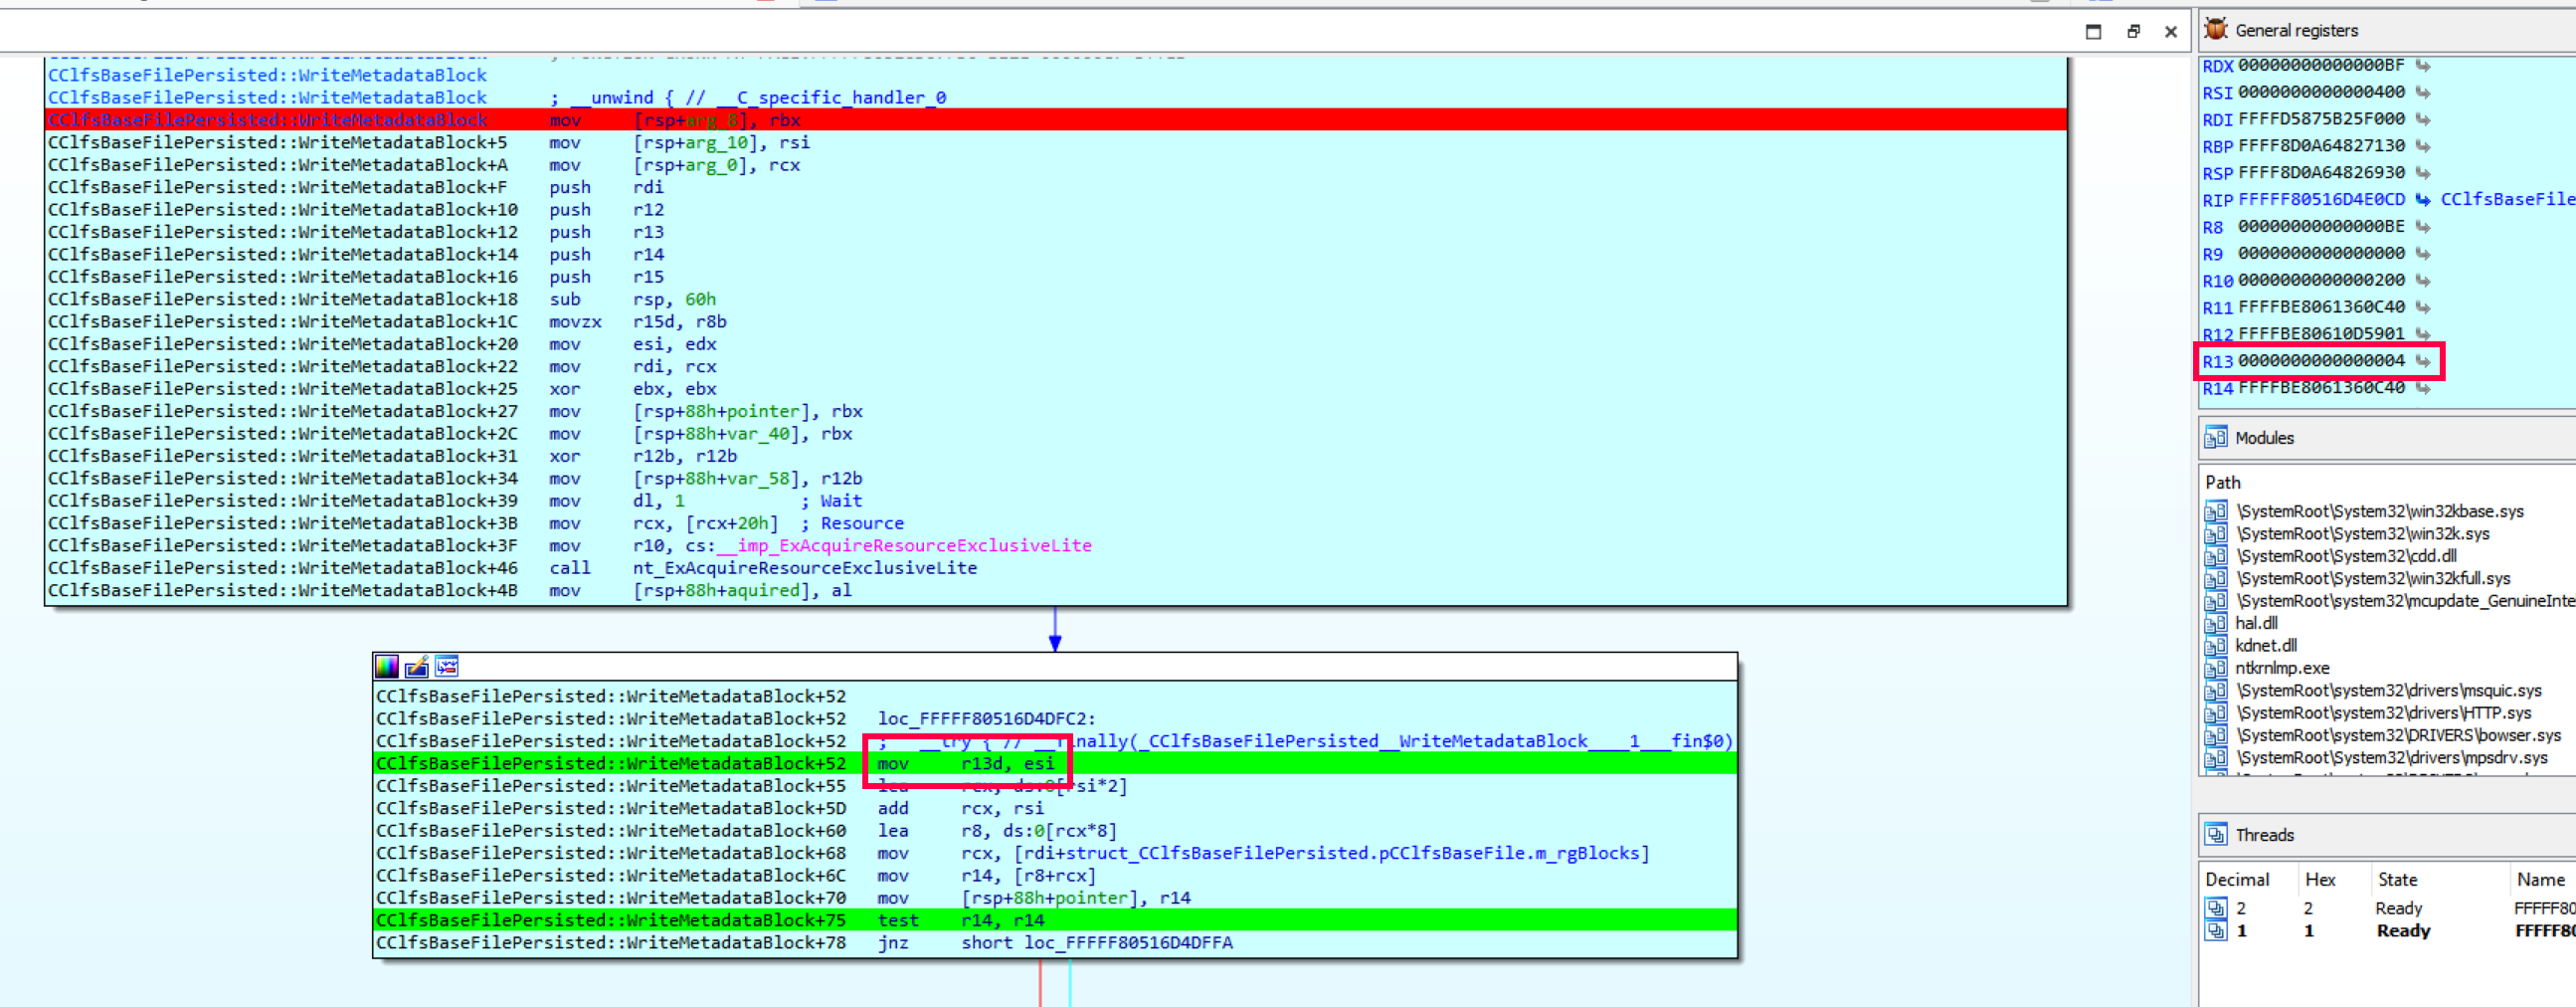 CClfsBaseFilePersisted::WriteMetadataBlock
CClfsBaseFilePersisted::WriteMetadataBlock ; __unwind { // __C_specific_handler_0
CClfsBaseFilePersisted::WriteMetadataBlock mov [rsp+arg_8], rbx
CClfsBaseFilePersisted::WriteMetadataBlock+5 mov [rsp+arg_10], rsi
CClfsBaseFilePersisted::WriteMetadataBlock+A mov [rsp+arg_0], rcx
CClfsBaseFilePersisted::WriteMetadataBlock+F push rdi
CClfsBaseFilePersisted::WriteMetadataBlock+10 push r12
CClfsBaseFilePersisted::WriteMetadataBlock+12 push r13
CClfsBaseFilePersisted::WriteMetadataBlock+14 push r14
CClfsBaseFilePersisted::WriteMetadataBlock+16 push r15
CClfsBaseFilePersisted::WriteMetadataBlock+18 sub rsp, 60h
CClfsBaseFilePersisted::WriteMetadataBlock+1C movzx r15d, r8b
CClfsBaseFilePersisted::WriteMetadataBlock+20 mov esi, edx
CClfsBaseFilePersisted::WriteMetadataBlock+22 mov rdi, rcx
CClfsBaseFilePersisted::WriteMetadataBlock+25 xor ebx, ebx
CClfsBaseFilePersisted::WriteMetadataBlock+27 mov [rsp+88h+pointer], rbx
CClfsBaseFilePersisted::WriteMetadataBlock+2C mov [rsp+88h+var_40], rbx
CClfsBaseFilePersisted::WriteMetadataBlock+31 xor r12b, r12b
CClfsBaseFilePersisted::WriteMetadataBlock+34 mov [rsp+88h+var_58], r12b
CClfsBaseFilePersisted::WriteMetadataBlock+39 mov dl, 1 ; Wait
CClfsBaseFilePersisted::WriteMetadataBlock+3B mov rcx, [rcx+20h] ; Resource
CClfsBaseFilePersisted::WriteMetadataBlock+3F mov r10, cs:__imp_ExAcquireResourceExclusiveLite
CClfsBaseFilePersisted::WriteMetadataBlock+46 call nt_ExAcquireResourceExclusiveLite
CClfsBaseFilePersisted::WriteMetadataBlock+4B mov [rsp+88h+aquired], al
CClfsBaseFilePersisted::WriteMetadataBlock+52
CClfsBaseFilePersisted::WriteMetadataBlock+52 loc_FFFFF80516D4DFC2:
CClfsBaseFilePersisted::WriteMetadataBlock+52 ; __try { // __finally(_CClfsBaseFilePersisted__WriteMetadataBlock____1___fin$0)
CClfsBaseFilePersisted::WriteMetadataBlock+52 mov r13d, esi
CClfsBaseFilePersisted::WriteMetadataBlock+55 lea rcx, ds:0[rsi*2]
CClfsBaseFilePersisted::WriteMetadataBlock+5D add rcx, rsi
CClfsBaseFilePersisted::WriteMetadataBlock+60 lea r8, ds:0[rcx*8]
CClfsBaseFilePersisted::WriteMetadataBlock+68 mov rcx, [rdi+struct_CClfsBaseFilePersisted.pCClfsBaseFile.m_rgBlocks]
CClfsBaseFilePersisted::WriteMetadataBlock+6C mov r14, [r8+rcx]
CClfsBaseFilePersisted::WriteMetadataBlock+70 mov [rsp+88h+pointer], r14
CClfsBaseFilePersisted::WriteMetadataBlock+75 test r14, r14
CClfsBaseFilePersisted::WriteMetadataBlock+78 jnz short loc_FFFFF80516D4DFFA
General registers
RDX 00000000000000BF
RSI 0000000000000400
RDI FFFFD5875B25F000
RBP FFFF8D0A64827130
RSP FFFF8D0A64826930
RIP FFFFF80516D4E0CD CClfsBaseFile
R8 00000000000000BE
R9 0000000000000000
R10 0000000000000200
R11 FFFFBE8061360C40
R12 FFFFBE80610D5901
R13 0000000000000004
R14 FFFFBE8061360C40
Modules
Path
\SystemRoot\System32\win32kbase.sys
\SystemRoot\System32\win32k.sys
\SystemRoot\System32\cdd.dll
\SystemRoot\System32\win32kfull.sys
\SystemRoot\system32\mcupdate_GenuineInte
hal.dll
kdnet.dll
ntkrnlmp.exe
\SystemRoot\system32\drivers\msquic.sys
\SystemRoot\system32\drivers\HTTP.sys
\SystemRoot\system32\DRIVERS\bowser.sys
\SystemRoot\system32\drivers\mpsdrv.sys
Threads
Decimal Hex State Name
2 2 Ready FFFFF80
1 1 Ready FFFFF80